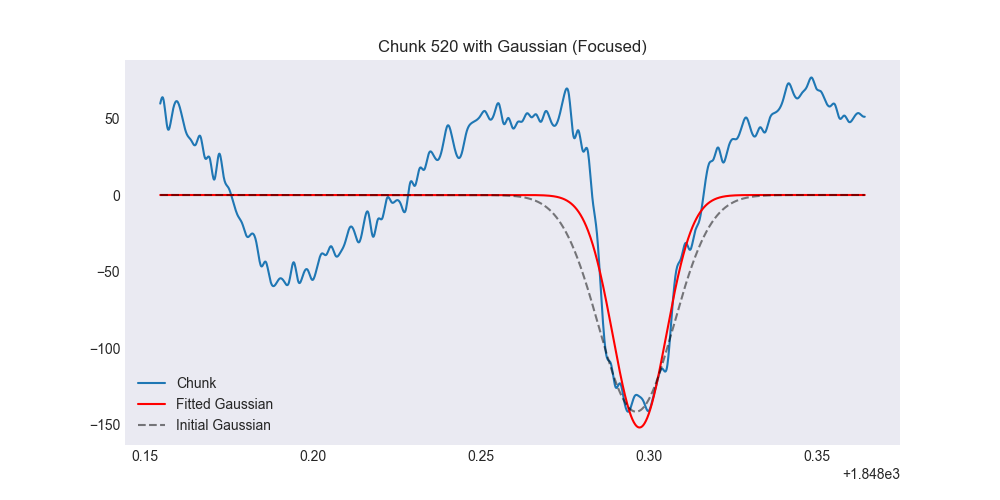 Chunk 520 with Gaussian (Focused)
50
0
−50
−100
−150
Chunk
Fitted Gaussian
Initial Gaussian
0.15 0.20 0.25 0.30 0.35
+1.848e3